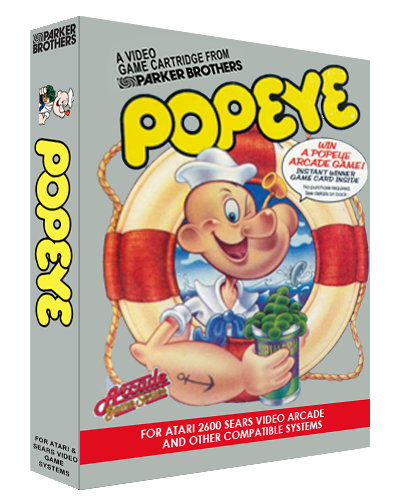 PARKER
BROTHERS
POPEYE
FOR ATARI &
SEARS VIDEO
GAME
SYSTEMS
A VIDEO
GAME CARTRIDGE FROM
PARKER BROTHERS
POPEYE
WIN
A POPEYE
ARCADE GAME!
INSTANT WINNER
GAME CARD INSIDE
No purchase required.
See details on back.
Arcade
FOR ATARI 2600 SEARS VIDEO ARCADE
AND OTHER COMPATIBLE SYSTEMS